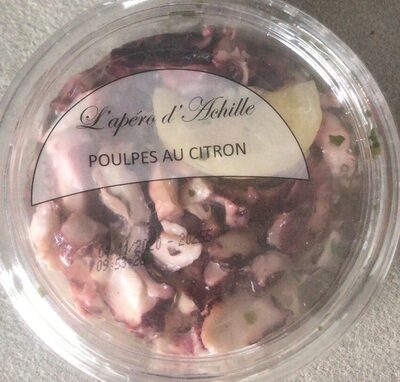 L'apéro d'Achille
POULPES AU CITRON